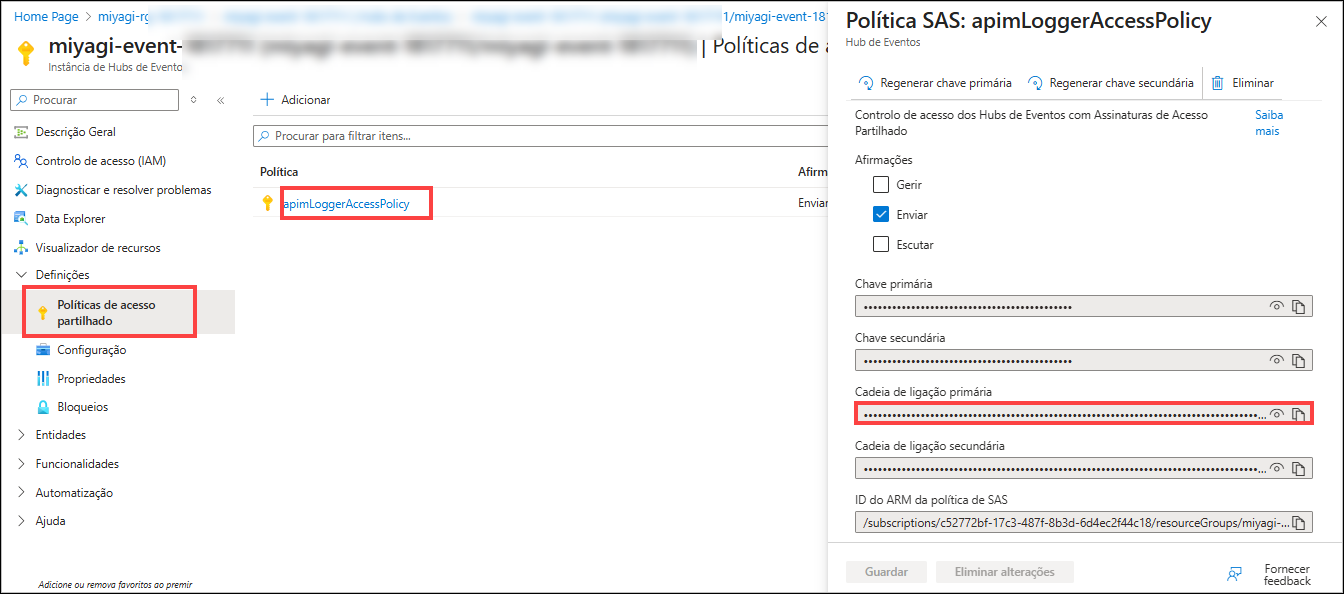 Home Page > miyagi-rg
1/miyagi-event-181
miyagi-event-
| Políticas de a
Instância de Hubs de Evento
Procurar
Descrição Geral
Controlo de acesso (IAM)
Diagnosticar e resolver problemas
Data Explorer
Visualizador de recursos
Definições
Políticas de acesso
partilhado
Configuração
Propriedades
Bloqueios
Entidades
Funcionalidades
Automatização
Ajuda
Adicione ou remova favoritos ao premir
Adicionar
Procurar para filtrar itens...
Política
Afirm
apimLoggerAccessPolicy
Enviar
Política SAS: apimLoggerAccessPolicy
Hub de Eventos
Regenerar chave primária
Regenerar chave secundária
Eliminar
Controlo de acesso dos Hubs de Eventos com Assinaturas de Acesso
Partilhado
Saiba
mais
Afirmações
Gerir
Enviar
Escutar
Chave primária
Chave secundária
Cadeia de ligação primária
Cadeia de ligação secundária
ID do ARM da política de SAS
/subscriptions/c52772bf-17c3-487f-8b3d-6d4ec2f44c18/resourceGroups/miyagi-...
Guardar
Eliminar alterações
Fornecer
feedback